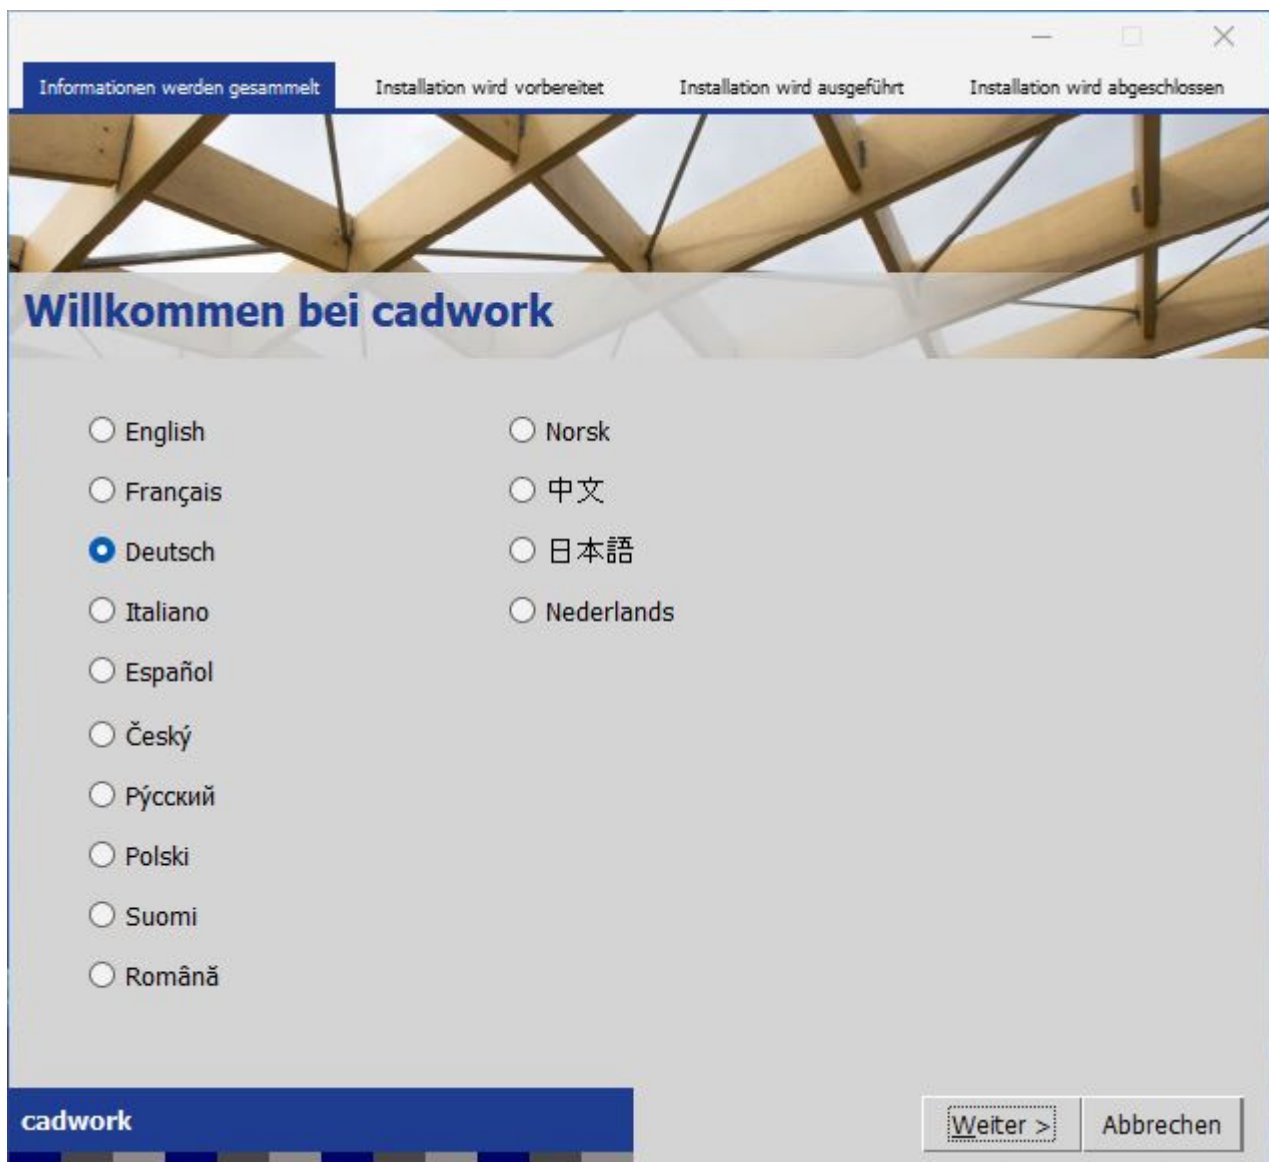 Informationen werden gesammelt
Installation wird vorbereitet
Installation wird ausgeführt
Installation wird abgeschlossen
Willkommen bei cadwork
English
Français
Deutsch
Italiano
Español
Český
Рýсский
Polski
Suomi
Română
Norsk
中文
日本語
Nederlands
cadwork
Weiter >
Abbrechen